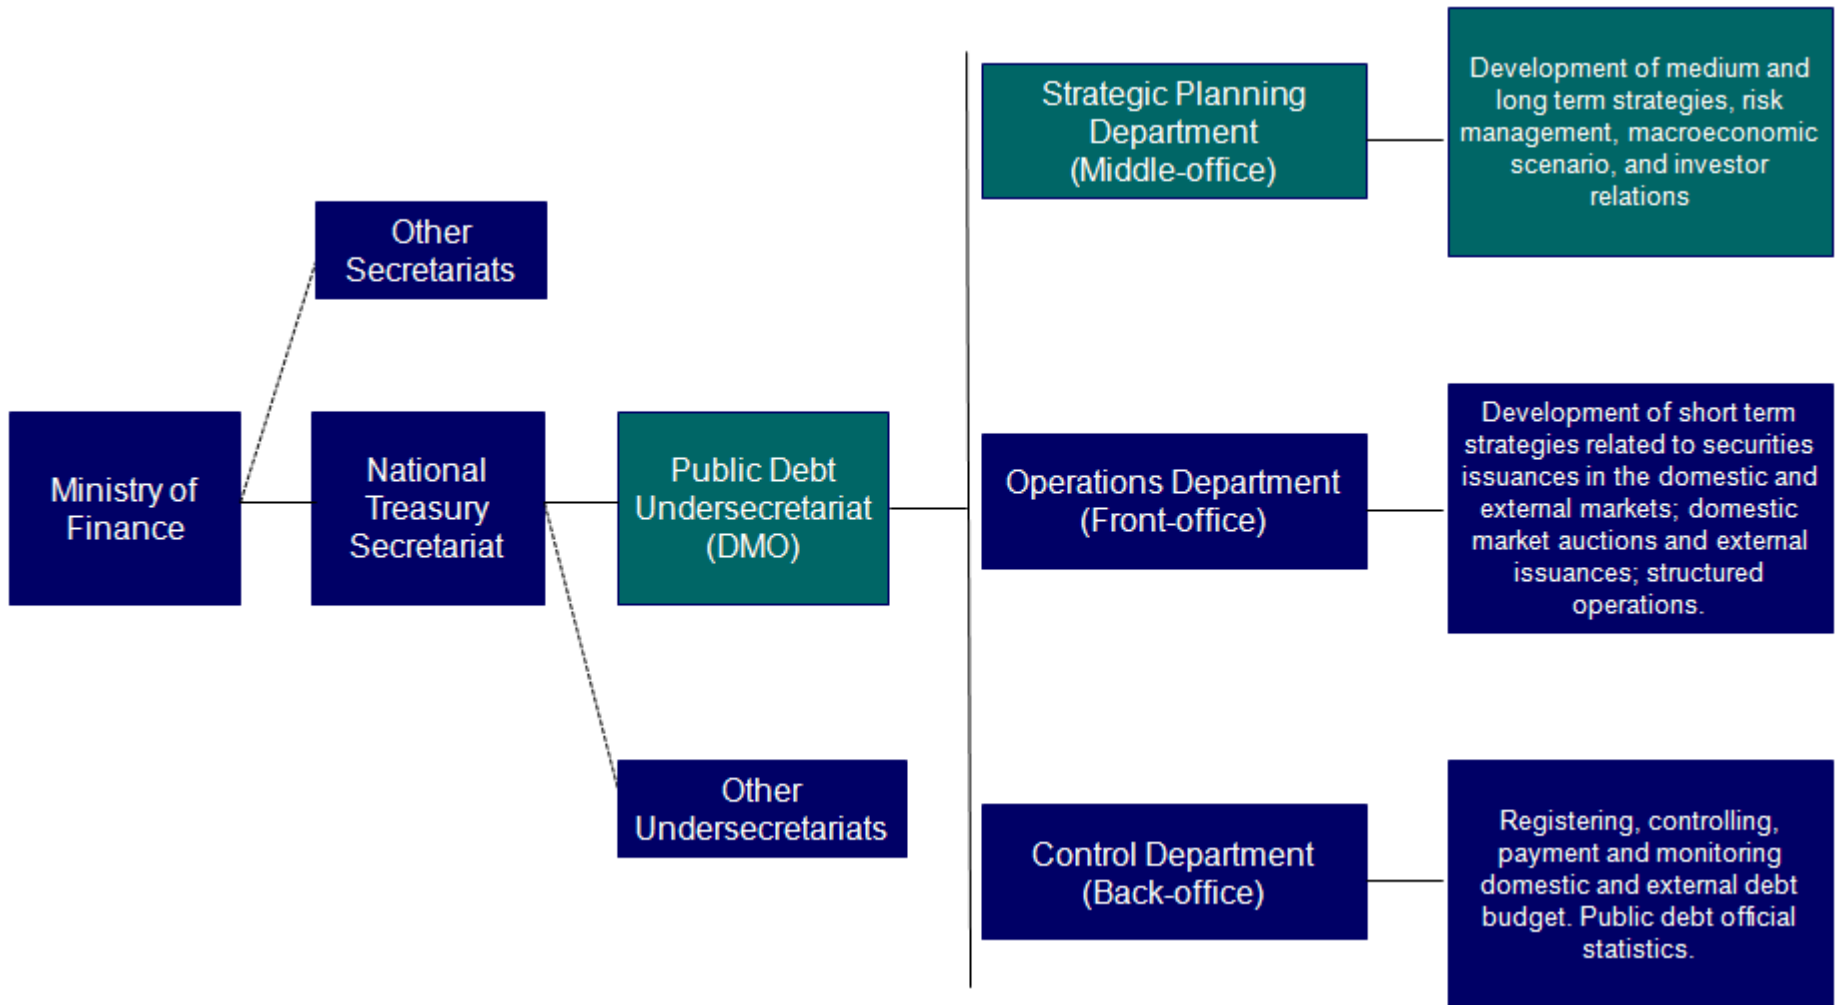 Ministry of
Finance
Other
Secretariats
National
Treasury
Secretariat
Public Debt
Undersecretariat
(DMO)
Other
Undersecretariats
Strategic Planning
Department
(Middle-office)
Development of medium and
long term strategies, risk
management, macroeconomic
scenario, and investor
relations
Operations Department
(Front-office)
Development of short term
strategies related to securities
issuances in the domestic and
external markets; domestic
market auctions and external
issuances; structured
operations.
Control Department
(Back-office)
Registering, controlling,
payment and monitoring
domestic and external debt
budget. Public debt official
statistics.